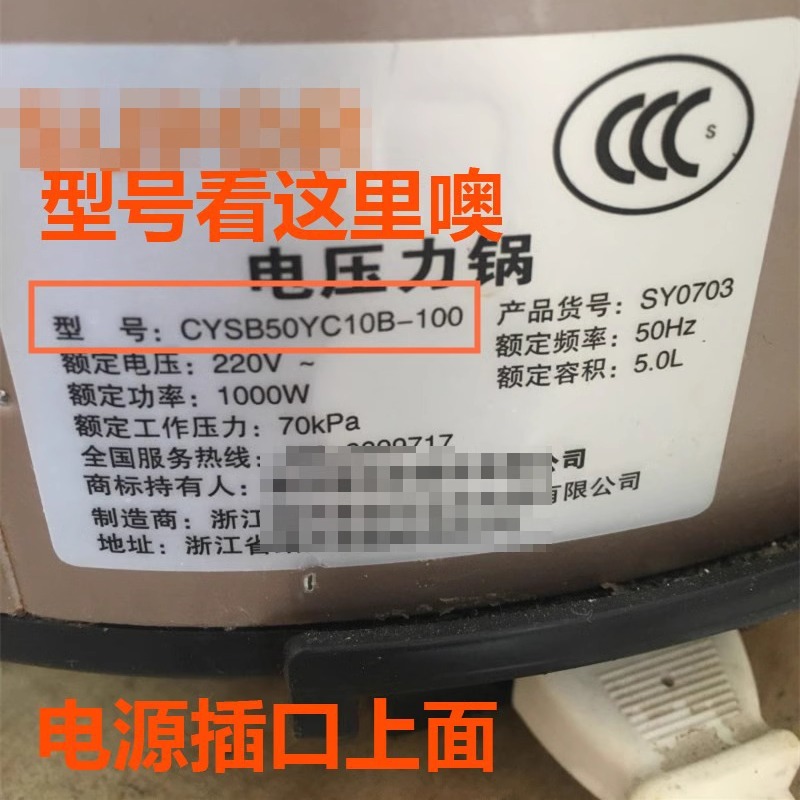 CCC S
型号看这里噢
电压力锅
型 号：CYSB50YC10B-100
产品货号：SY0703
额定电压：220V ~
额定频率：50Hz
额定功率：1000W
额定容积：5.0L
额定工作压力：70kPa
全国服务热线：
商标持有人：
公司
制造商：浙江
有限公司
地址：浙江省
电源插口上面